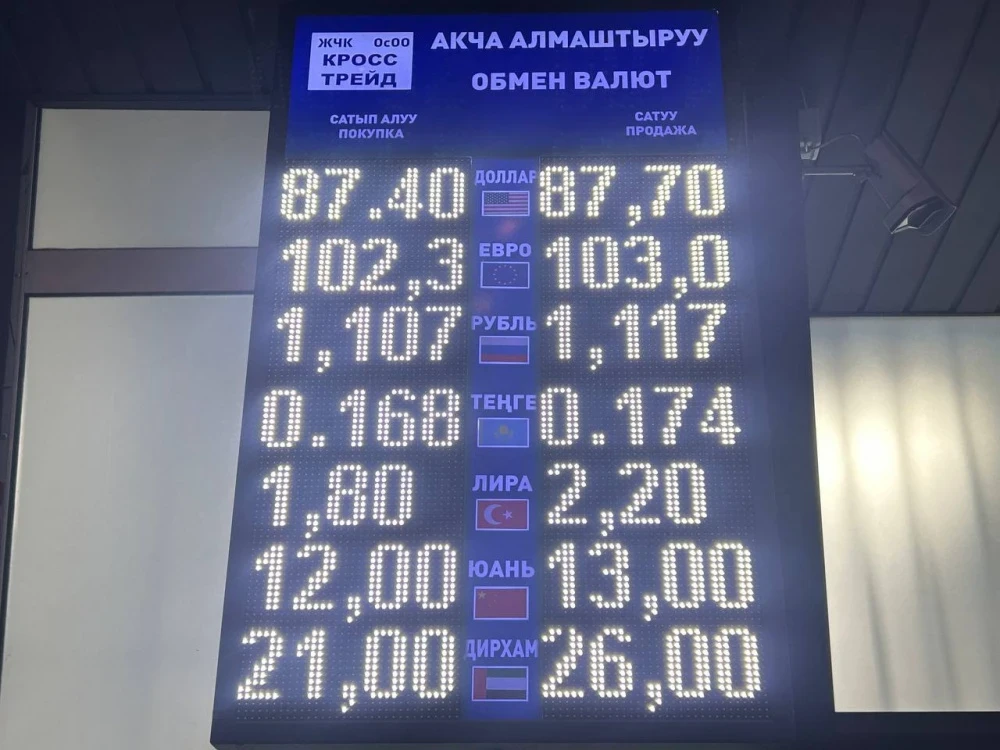 ЖЧК ОсОО
КРОСС
ТРЕЙД
АКЧА АЛМАШТЫРУУ
ОБМЕН ВАЛЮТ
САТЫП АЛУУ
ПОКУПКА
САТУУ
ПРОДАЖА
87.40 ДОЛЛАР 87,70
102,3 ЕВРО 103,0
1,107 РУБЛЬ 1,117
0.168 ТЕҢГЕ 0.174
1,80 ЛИРА 2,20
12,00 ЮАНЬ 13,00
21,00 ДИРХАМ 26,00